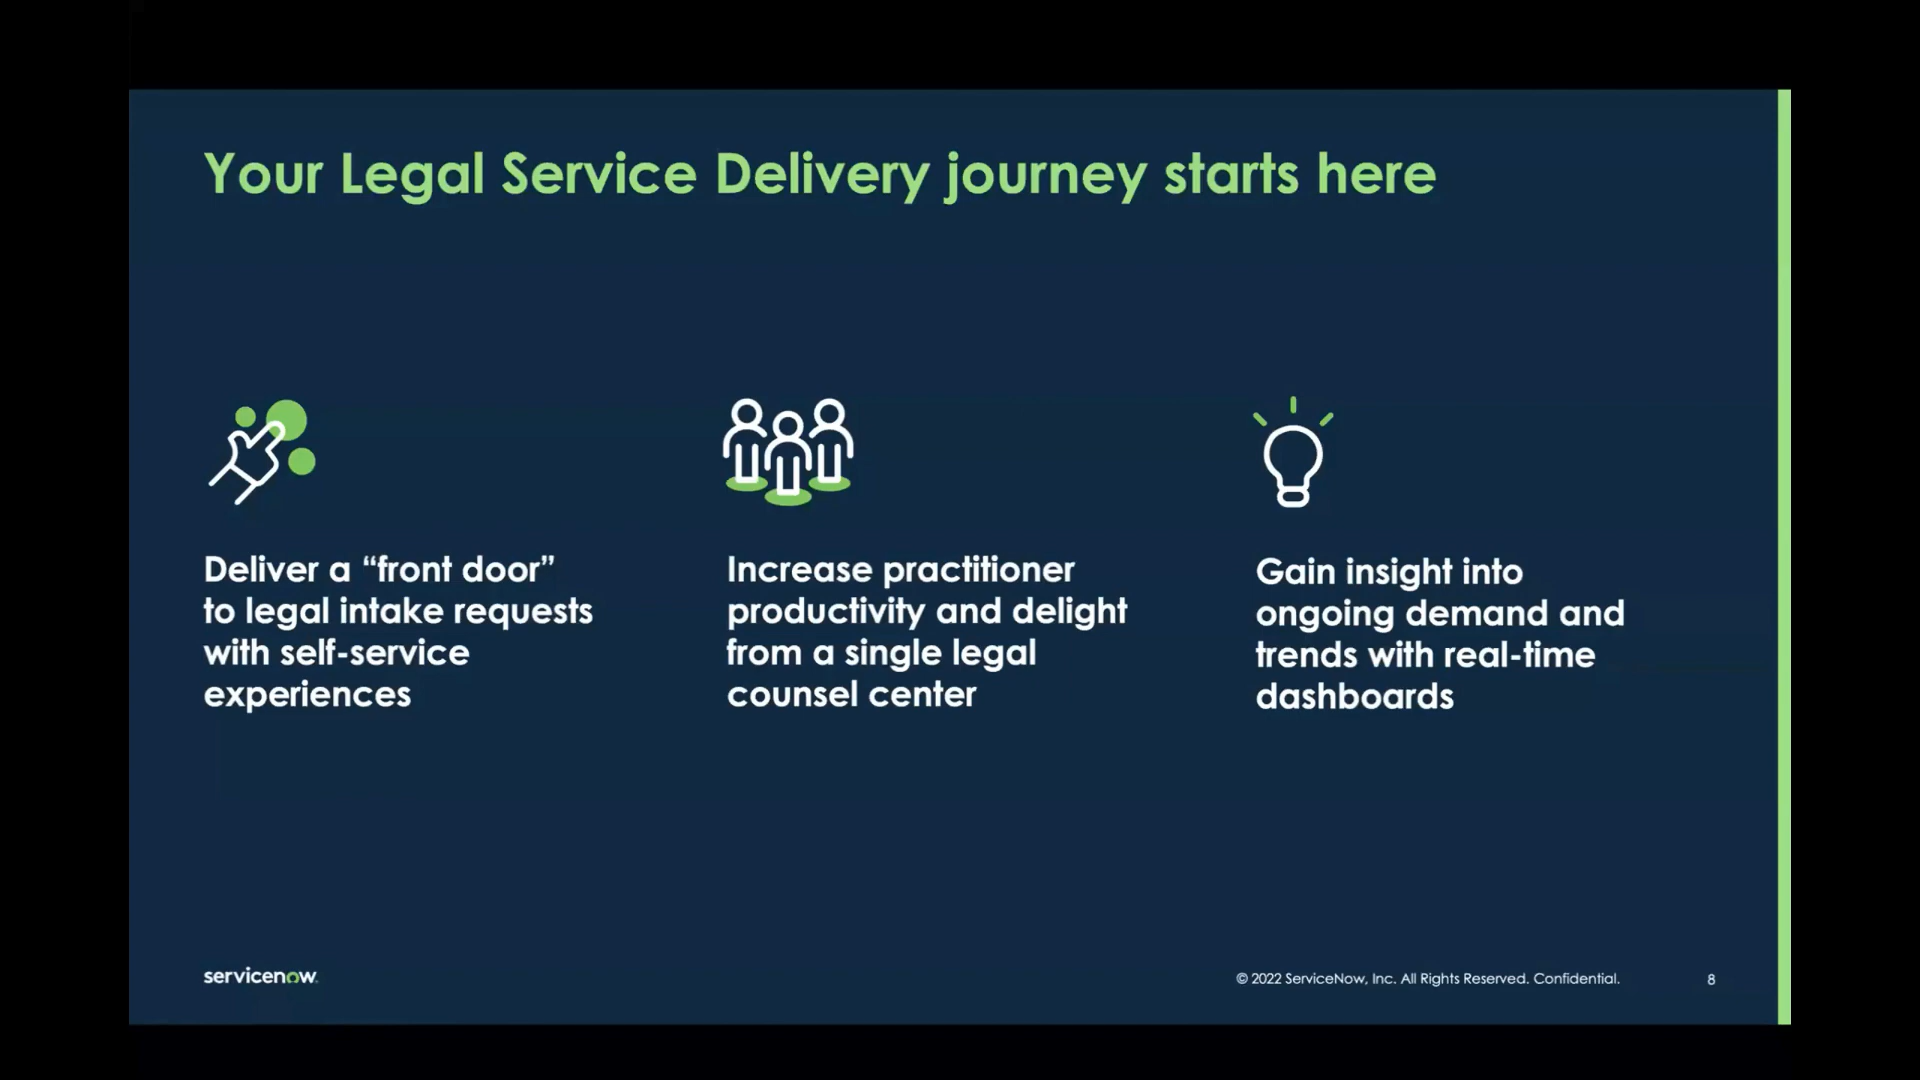 Your Legal Service Delivery journey starts here
Deliver a “front door”
to legal intake requests
with self-service
experiences
Increase practitioner
productivity and delight
from a single legal
counsel center
Gain insight into
ongoing demand and
trends with real-time
dashboards
servicenow
© 2022 ServiceNow, Inc. All Rights Reserved. Confidential.
8